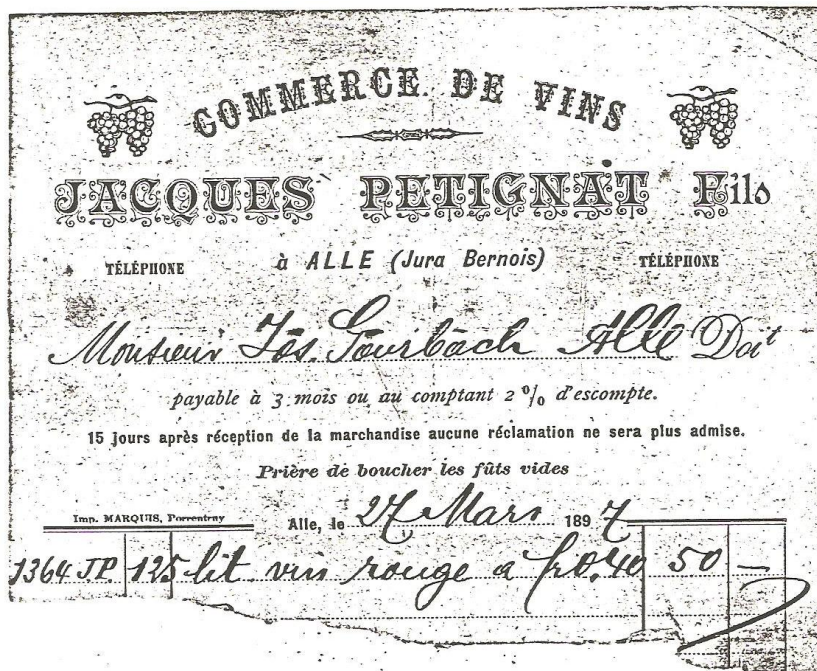 COMMERCE DE VINS
JACQUES PETIGNAT Fils
TÉLÉPHONE à ALLE (Jura Bernois) TÉLÉPHONE
Monsieur Jos. Gourbach Alle Doit
payable à 3 mois ou au comptant 2 % d'escompte.
15 jours après réception de la marchandise aucune réclamation ne sera plus admise.
Prière de boucher les fûts vides
Imp. MARQUIS, Porrentruy
Alle, le 27 Mars 1897
1364 JP 125 lit vin rouge a fr 0.40 50 —